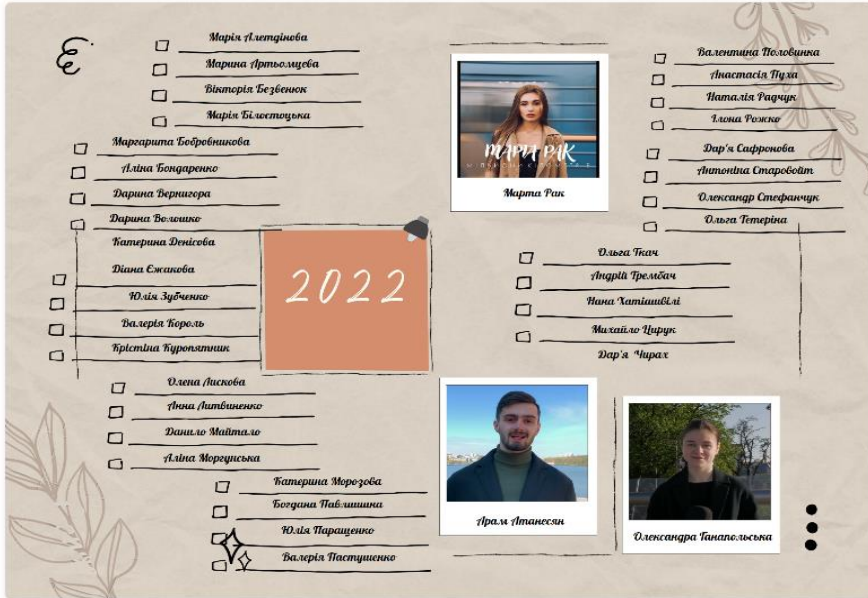 Марія Алетдінова
Марина Артьомцева
Вікторія Безвенюк
Марія Білостоцька
Маргарита Бобровникова
Аліна Бондаренко
Дарина Вернигора
Дарина Волошко
Катерина Денісова
Діана Єжакова
Юлія Зубченко
Валерія Король
Крістіна Куропятник
Олена Лискова
Анна Литвиненко
Данило Майтало
Аліна Моргунська
Катерина Морозова
Богдана Павлишина
Юлія Паращенко
Валерія Пастушенко
2022
МАРТА РАК
Марта Рак
Валентина Половинка
Анастасія Пуха
Наталія Радчук
Ілона Рожко
Дар'я Сафронова
Антоніна Старовойт
Олександр Стефанчук
Ольга Тетеріна
Ольга Ткач
Андрій Трембач
Нана Хатіашвілі
Михайло Цирук
Дар'я Чирах
Арам Атанесян
Олександра Ганапольська